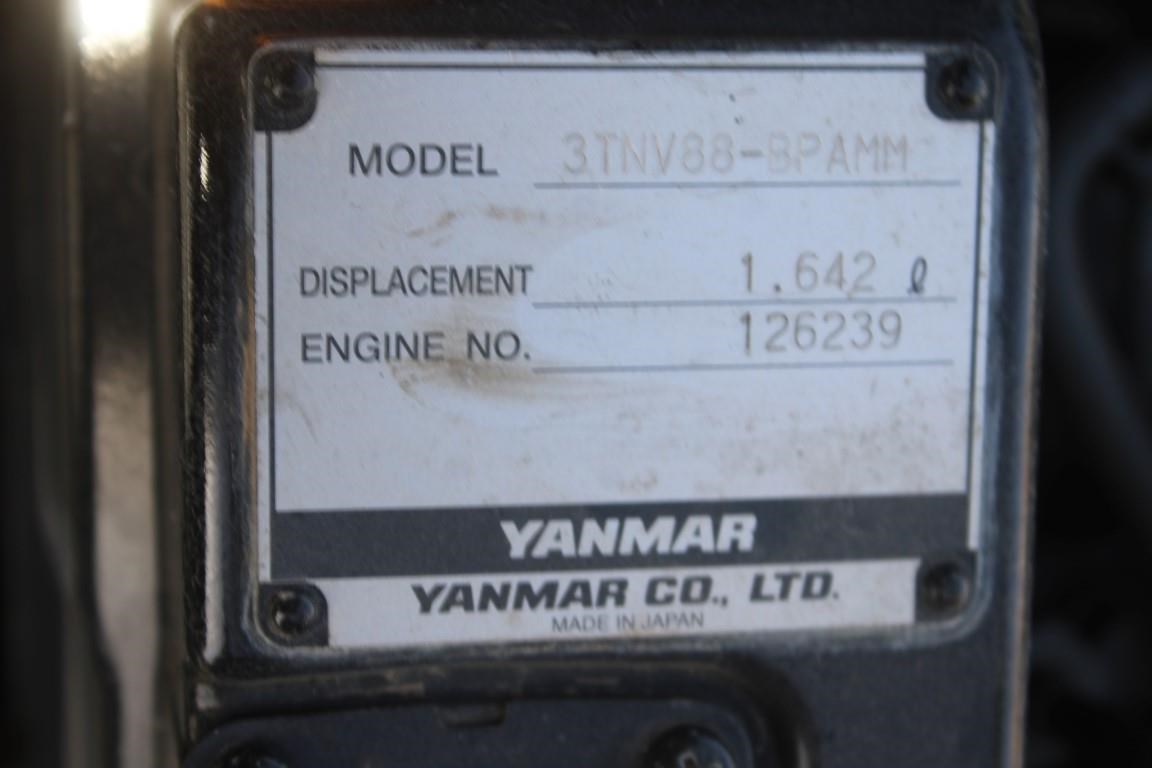 MODEL 3TNV88-BPAMM
DISPLACEMENT 1.642 ℓ
ENGINE NO. 126239
YANMAR
YANMAR CO., LTD.
MADE IN JAPAN